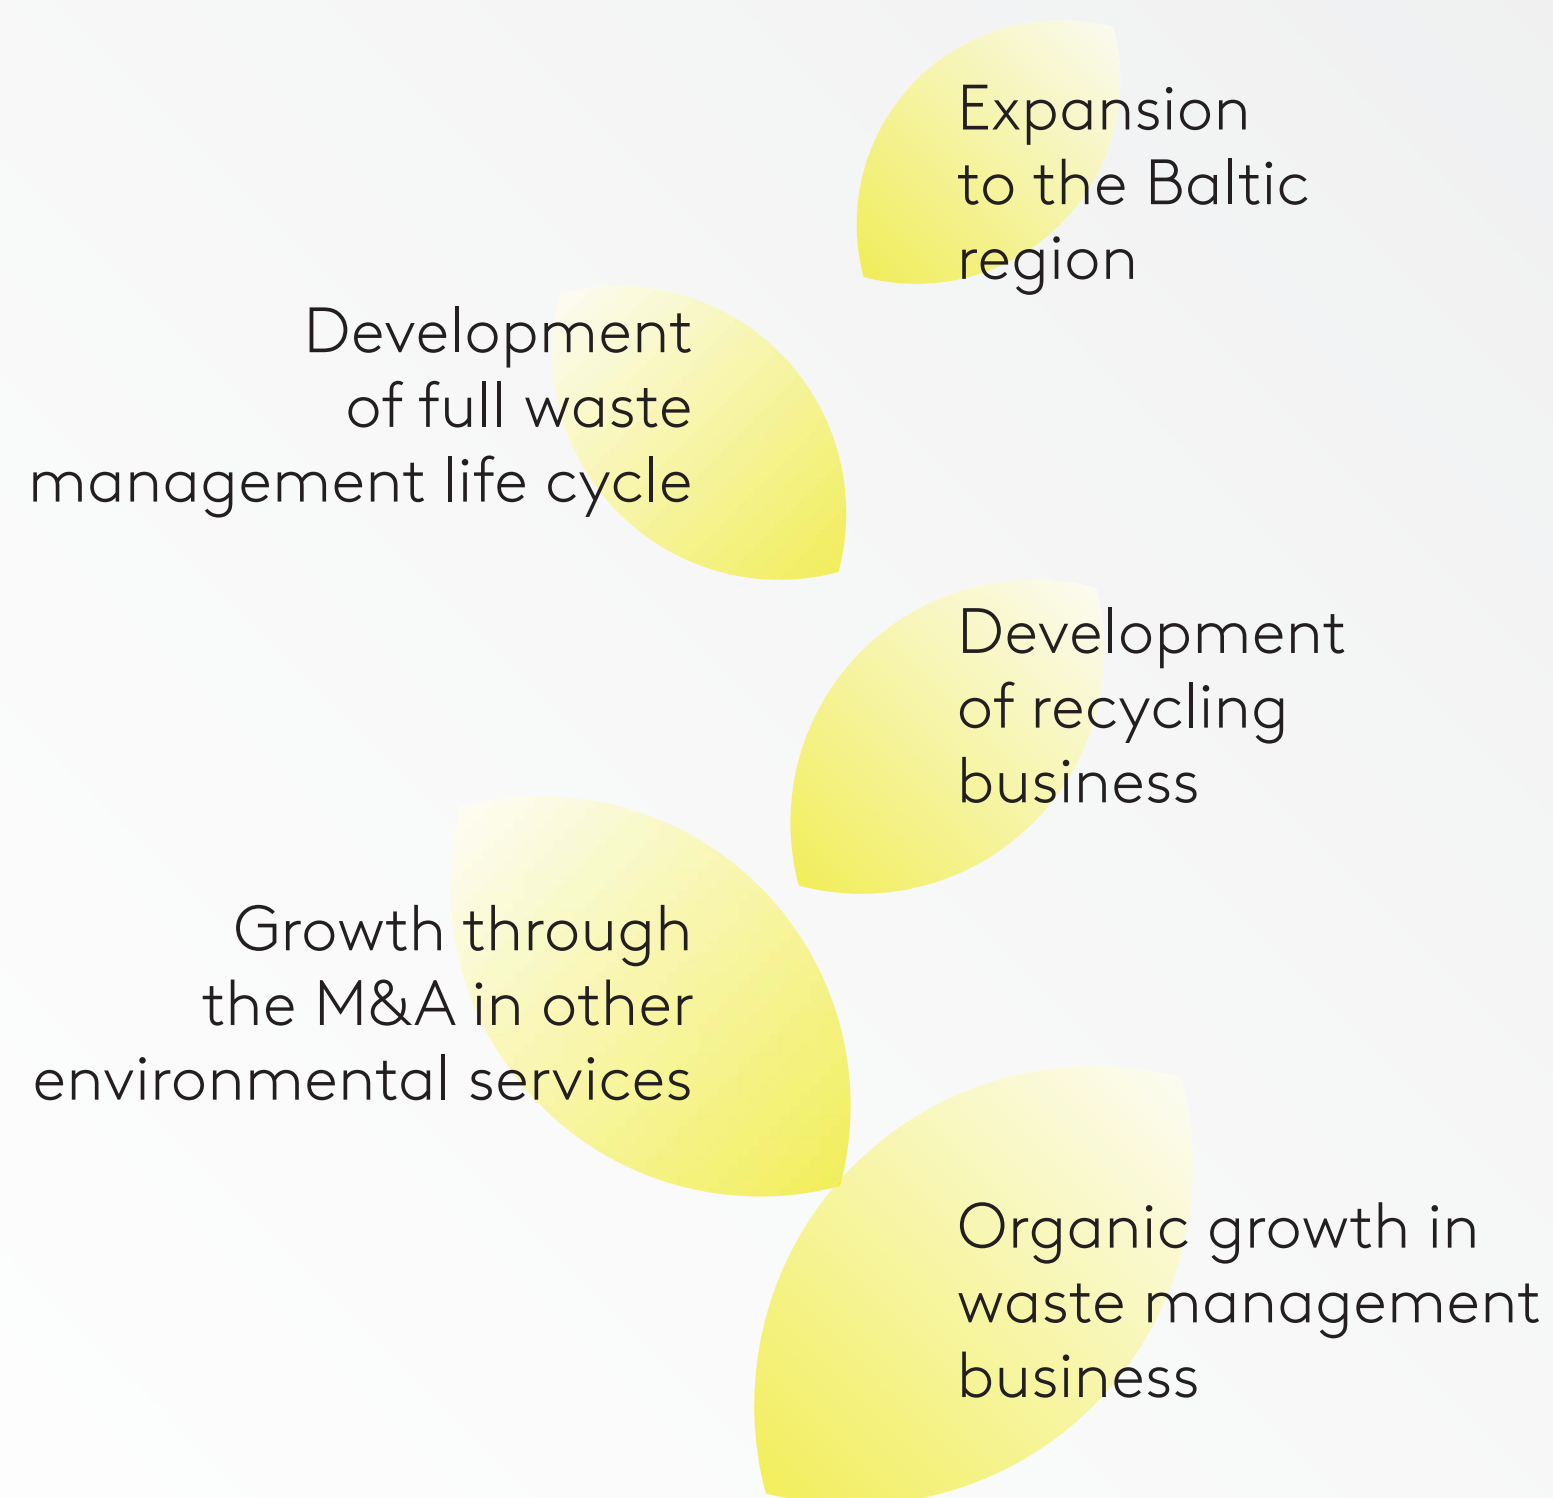 Expansion
to the Baltic
region
Development
of full waste
management life cycle
Development
of recycling
business
Growth through
the M&A in other
environmental services
Organic growth in
waste management
business